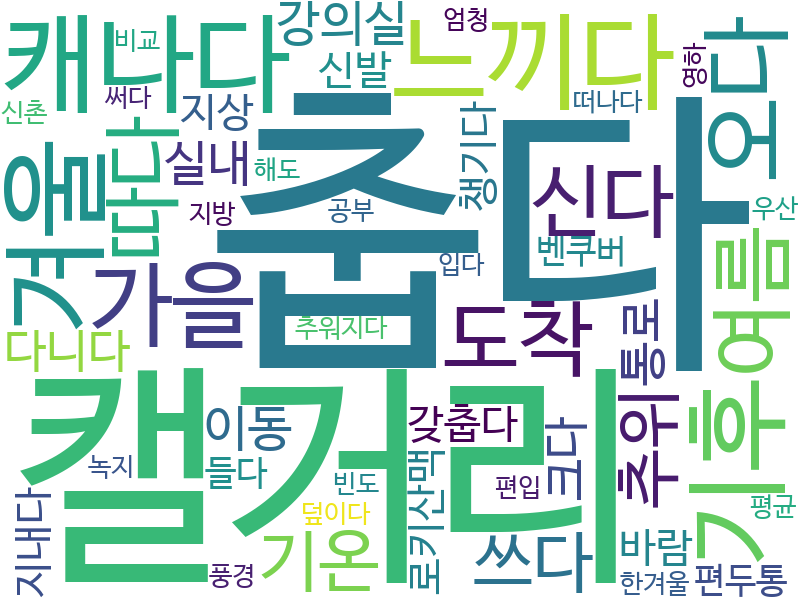 캐나다
비교
강의실
엄청
느끼다
영하
오다
신촌
써다
지상
신발
떠나다
춥다
겨울
따다
실내
해도
챙기다
신다
지방
공부
우산
가을
입다
벤쿠버
여름
추워지다
도착
통로
다니다
캘거리
이동
갖춥다
크다
추위
기후
녹지
들다
빈도
로키산맥
편입
평균
지내다
덮이다
풍경
기온
쓰다
바람
한겨울
편두통